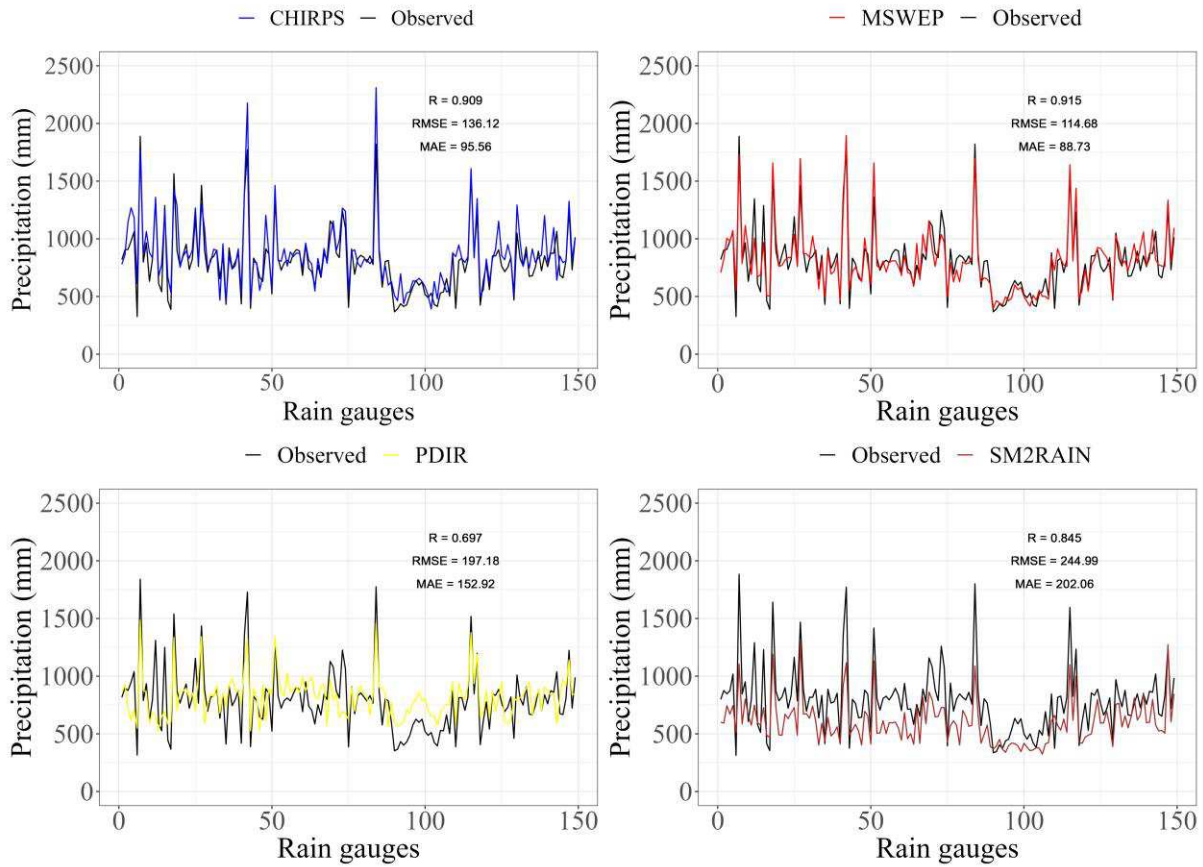 CHIRPS Observed
Precipitation (mm)
2500
2000
1500
1000
500
0
R = 0.909
RMSE = 136.12
MAE = 95.56
0 50 100 150
Rain gauges
MSWEP Observed
Precipitation (mm)
2500
2000
1500
1000
500
0
R = 0.915
RMSE = 114.68
MAE = 88.73
0 50 100 150
Rain gauges
Observed PDIR
Precipitation (mm)
2500
2000
1500
1000
500
0
R = 0.697
RMSE = 197.18
MAE = 152.92
0 50 100 150
Rain gauges
Observed SM2RAIN
Precipitation (mm)
2500
2000
1500
1000
500
0
R = 0.845
RMSE = 244.99
MAE = 202.06
0 50 100 150
Rain gauges